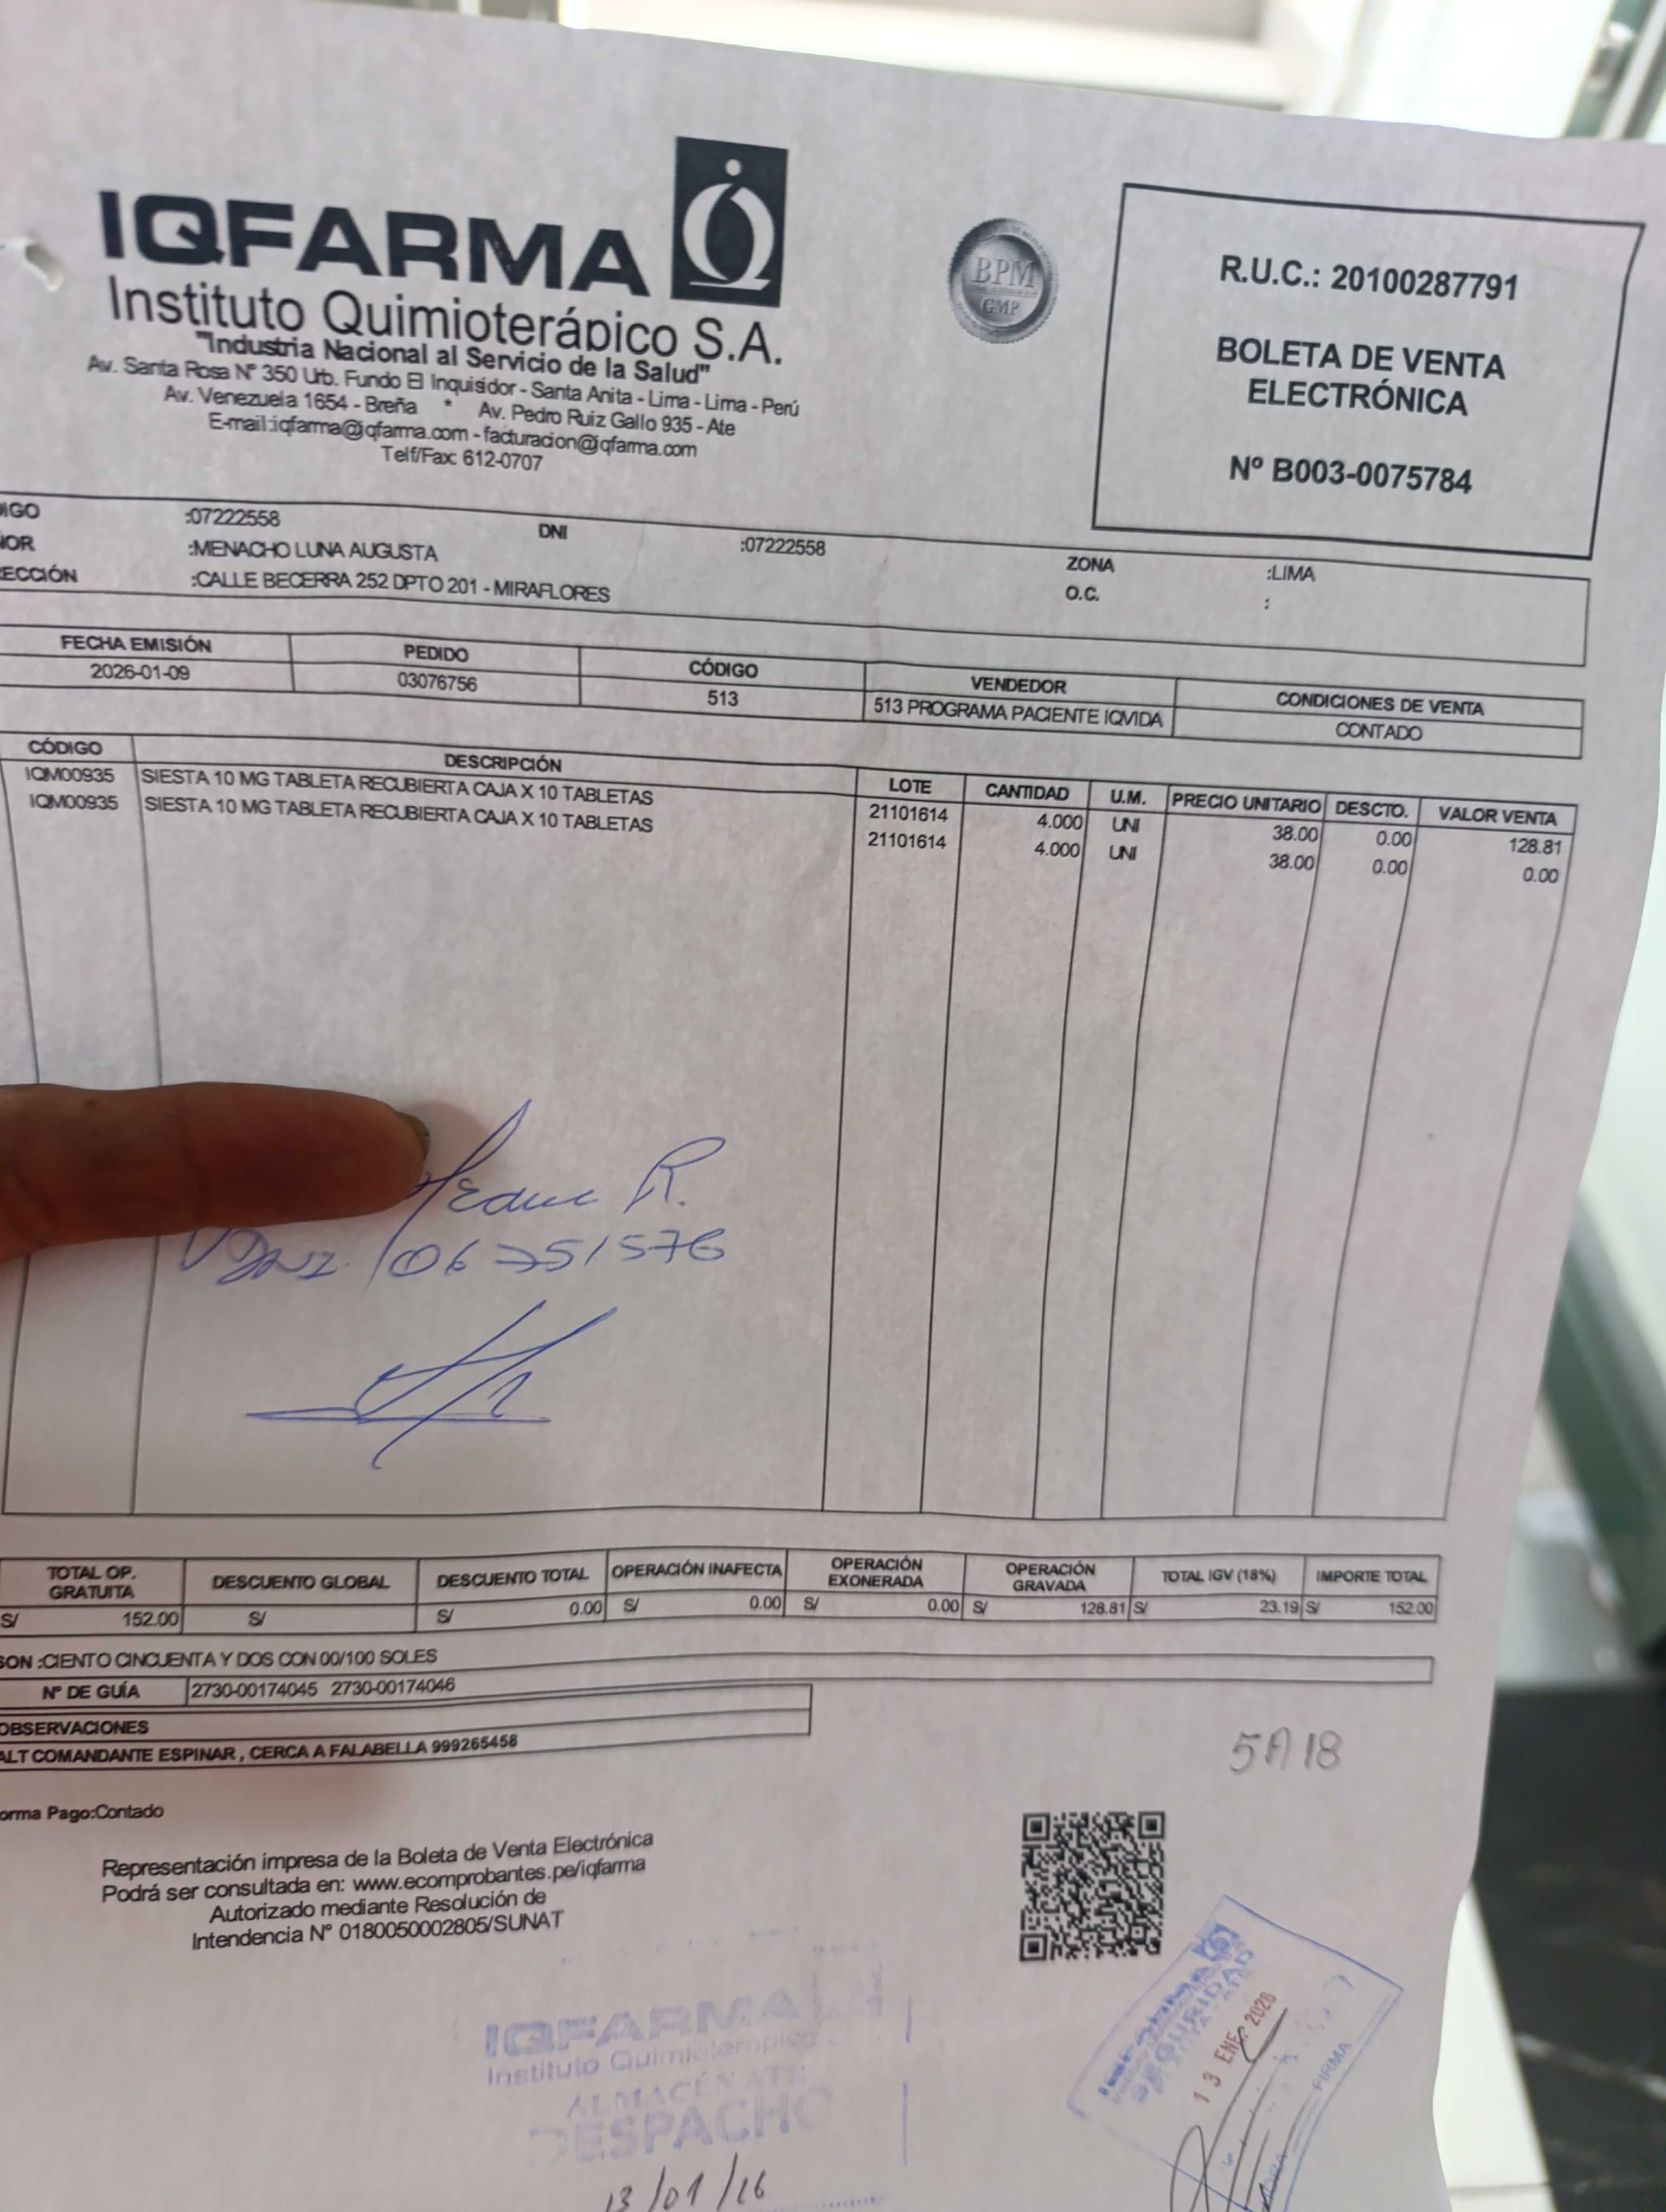 IQFARMA
Instituto Quimioterápico S.A.
"Industria Nacional al Servicio de la Salud"
Av. Santa Rosa Nº 350 Urb. Fundo El Inquisidor - Santa Anita - Lima - Lima - Perú
Av. Venezuela 1654 - Breña * Av. Pedro Ruiz Gallo 935 - Ate
E-mail:iqfarma@iqfarma.com - facturacion@iqfarma.com
Telf/Fax: 612-0707
BPM
GMP
R.U.C.: 20100287791
BOLETA DE VENTA
ELECTRÓNICA
Nº B003-0075784
IGO :07222558 DNI :07222558 ZONA :LIMA
OR :MENACHO LUNA AUGUSTA O.C. :
ECCIÓN :CALLE BECERRA 252 DPTO 201 - MIRAFLORES
FECHA EMISIÓN PEDIDO CÓDIGO VENDEDOR CONDICIONES DE VENTA
2026-01-09 03076756 513 513 PROGRAMA PACIENTE IQVIDA CONTADO
CÓDIGO DESCRIPCIÓN LOTE CANTIDAD U.M. PRECIO UNITARIO DESCTO. VALOR VENTA
IQM00935 SIESTA 10 MG TABLETA RECUBIERTA CAJA X 10 TABLETAS 21101614 4.000 UNI 38.00 0.00 128.81
IQM00935 SIESTA 10 MG TABLETA RECUBIERTA CAJA X 10 TABLETAS 21101614 4.000 UNI 38.00 0.00 0.00
R.
TOTAL OP. GRATUITA DESCUENTO GLOBAL DESCUENTO TOTAL OPERACIÓN INAFECTA OPERACIÓN EXONERADA OPERACIÓN GRAVADA TOTAL IGV (18%) IMPORTE TOTAL
S/ 152.00 S/ S/ 0.00 S/ 0.00 S/ 0.00 S/ 128.81 S/ 23.19 S/ 152.00
SON :CIENTO CINCUENTA Y DOS CON 00/100 SOLES
Nº DE GUÍA 2730-00174045 2730-00174046
OBSERVACIONES
ALT COMANDANTE ESPINAR , CERCA A FALABELLA 999265458
5A18
orma Pago:Contado
Representación impresa de la Boleta de Venta Electrónica
Podrá ser consultada en: www.ecomprobantes.pe/iqfarma
Autorizado mediante Resolución de
Intendencia Nº 0180050002805/SUNAT
IQFARMA
Instituto Quimioterápico
ALMACÉN ATE
DESPACHO
13/01/26
SEGURIDAD
13 ENE. 2026
FIRMA